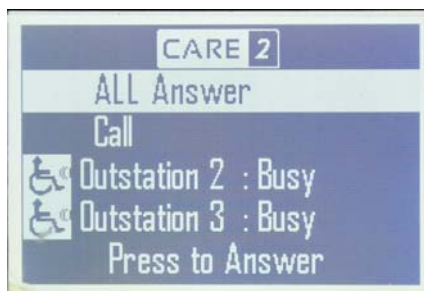 CARE 2
ALL Answer
Call
Outstation 2 : Busy
Outstation 3 : Busy
Press to Answer